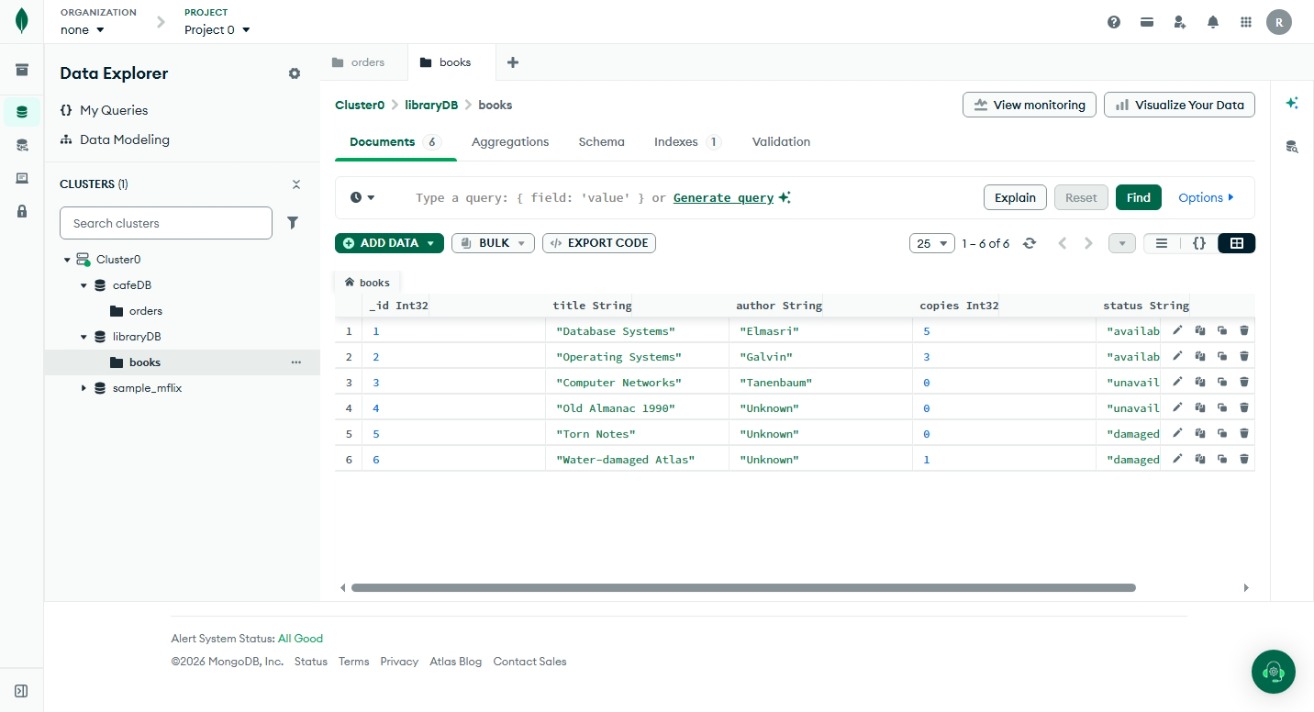 ORGANIZATION
none
PROJECT
Project 0
R
Data Explorer
{} My Queries
Data Modeling
CLUSTERS (1)
Search clusters
Cluster0
cafeDB
orders
libraryDB
books
sample_mflix
orders
books
Cluster0 > libraryDB > books
View monitoring
Visualize Your Data
Documents 6
Aggregations
Schema
Indexes 1
Validation
Type a query: { field: 'value' } or Generate query
Explain
Reset
Find
Options
ADD DATA
BULK
</> EXPORT CODE
25
1 – 6 of 6
{}
books
_id Int32 title String author String copies Int32 status String
1 1 "Database Systems" "Elmasri" 5 "availab
2 2 "Operating Systems" "Galvin" 3 "availab
3 3 "Computer Networks" "Tanenbaum" 0 "unavail
4 4 "Old Almanac 1990" "Unknown" 0 "unavail
5 5 "Torn Notes" "Unknown" 0 "damaged
6 6 "Water-damaged Atlas" "Unknown" 1 "damaged
Alert System Status: All Good
©2026 MongoDB, Inc. Status Terms Privacy Atlas Blog Contact Sales